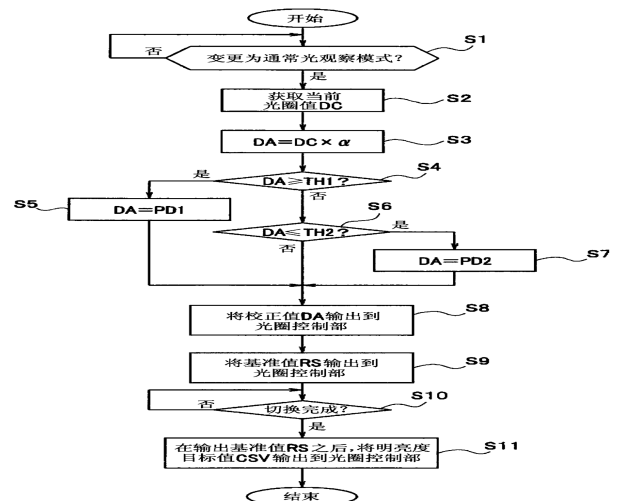 开始
S1
否
变更为通常光观察模式?
是
获取当前
光圈值DC
S2
DA=DC×α
S3
S4
是
DA≥TH1?
否
S5
DA=PD1
S6
DA≤TH2?
是
否
DA=PD2
S7
将校正值DA输出到
光圈控制部
S8
将基准值RS输出到
光圈控制部
S9
S10
否
切换完成?
是
在输出基准值RS之后,将明亮度
目标值CSV输出到光圈控制部
S11
结束